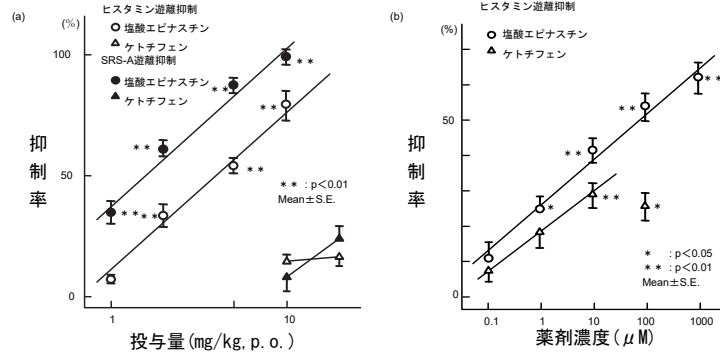 (a)
ヒスタミン遊離抑制
塩酸エピナスチン
ケトチフェン
SRS-A遊離抑制
塩酸エピナスチン
ケトチフェン
(%)
100
50
0
抑制率
**
**
**
**
**
**
**
** : p<0.01
Mean±S.E.
1
10
投与量(mg/kg, p.o.)
(b)
ヒスタミン遊離抑制
塩酸エピナスチン
ケトチフェン
(%)
50
0
抑制率
**
**
**
*
**
*
* : p<0.05
** : p<0.01
Mean±S.E.
0.1
1
10
100
1000
薬剤濃度(μM)